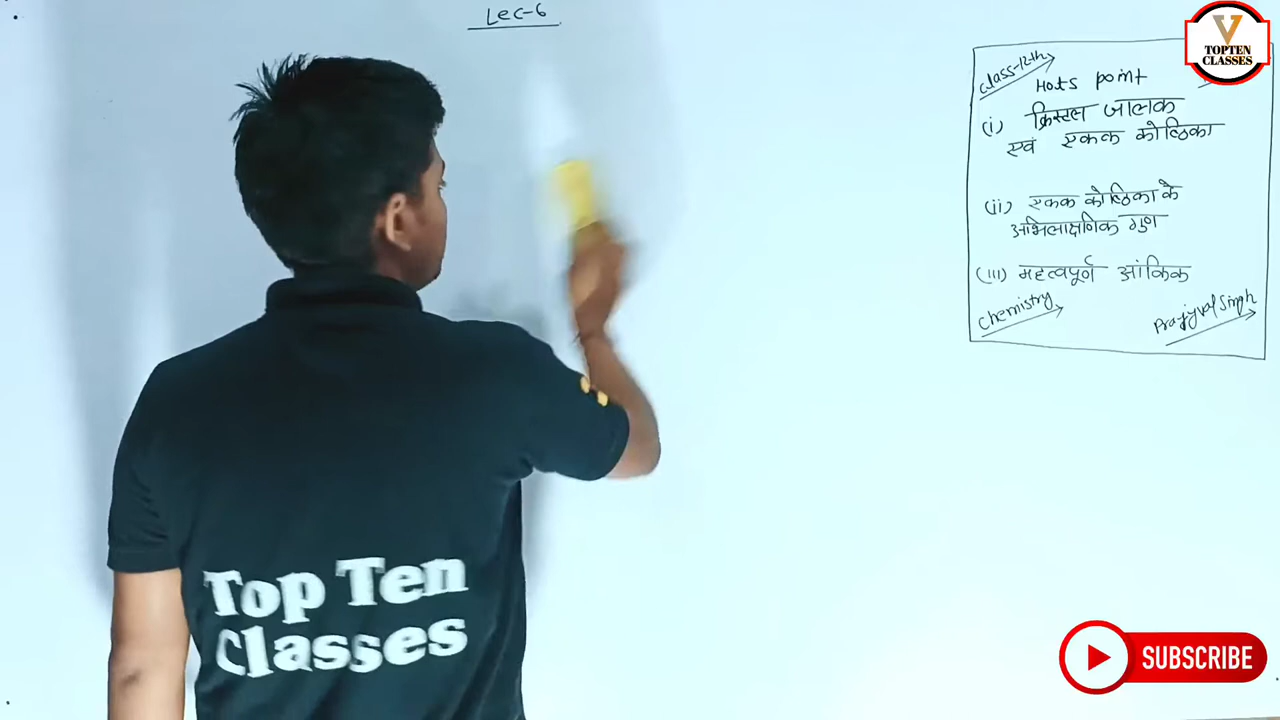 Lec-6
Class-12th
Hots point
(i) क्रिस्टल जालक
एवं एकक कोष्ठिका
(ii) एकक कोष्ठिका के
अभिलाक्षणिक गुण
(iii) महत्वपूर्ण आंकिक
Chemistry
Prajjval Singh
V
TOPTEN
CLASSES
Top Ten
Classes
SUBSCRIBE